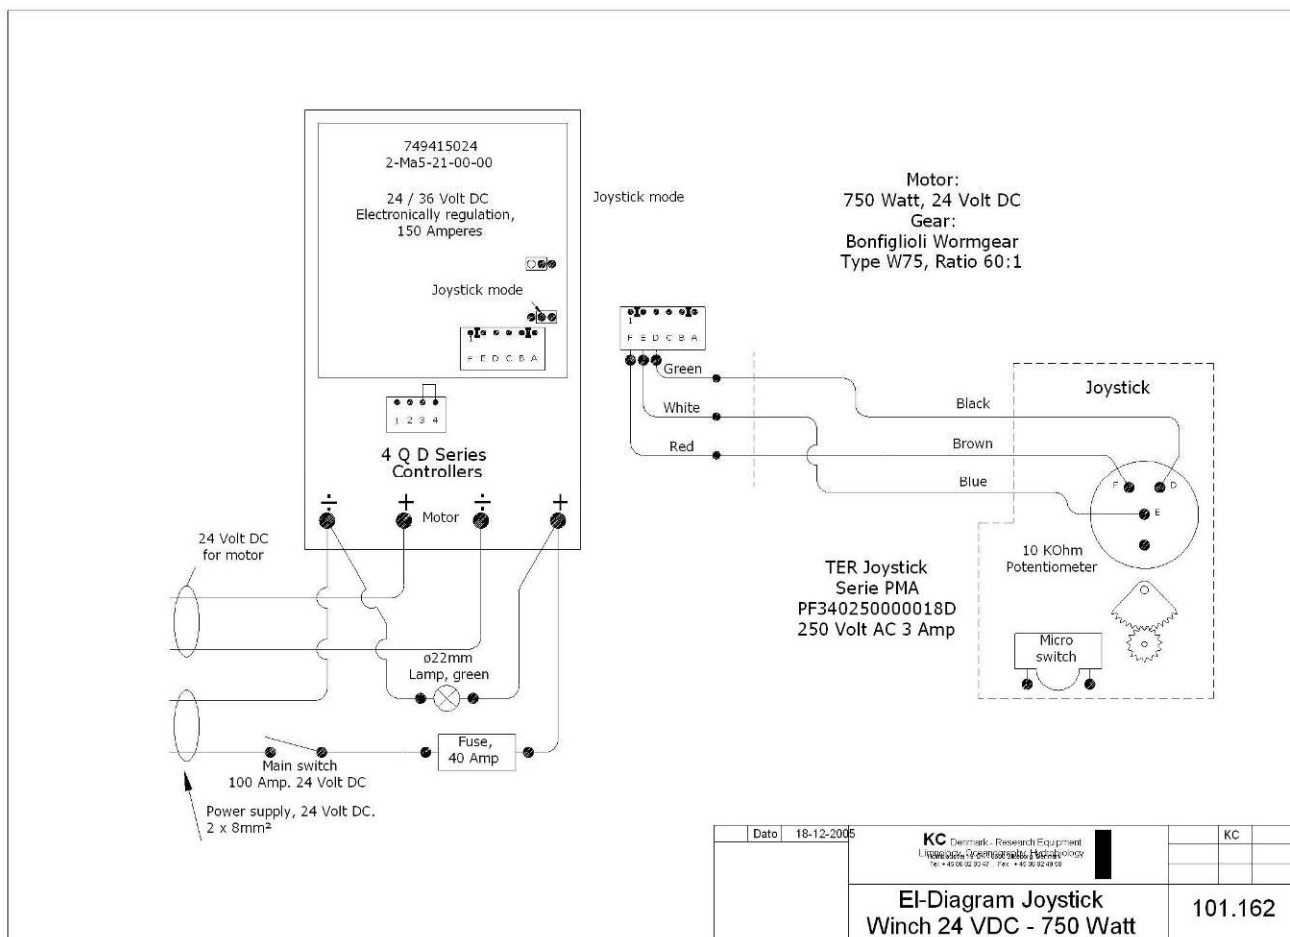 749415024
2-Ma5-21-00-00
24 / 36 Volt DC
Electronically regulation,
150 Amperes
Joystick mode
1
F E D C B A
1 2 3 4
4 Q D Series
Controllers
÷ + Motor ÷ +
24 Volt DC
for motor
ø22mm
Lamp, green
Fuse,
40 Amp
Main switch
100 Amp. 24 Volt DC
Power supply, 24 Volt DC.
2 x 8mm²
Joystick mode
Motor:
750 Watt, 24 Volt DC
Gear:
Bonfiglioli Wormgear
Type W75, Ratio 60:1
1
F E D C B A
Green
White
Red
Black
Brown
Blue
Joystick
F D
E
10 KOhm
Potentiometer
TER Joystick
Serie PMA
PF340250000018D
250 Volt AC 3 Amp
Micro
switch
Dato 18-12-2005
KC Denmark - Research Equipment
Limnology, Oceanography, Hydrobiology
KC
El-Diagram Joystick
Winch 24 VDC - 750 Watt
101.162